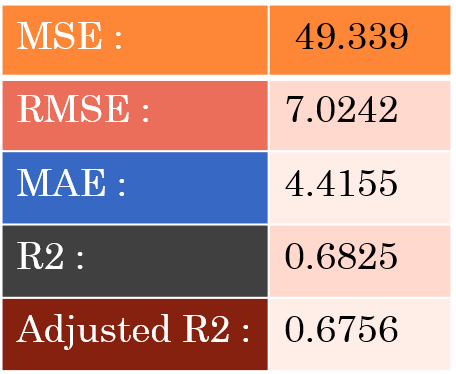 MSE : 49.339
RMSE : 7.0242
MAE : 4.4155
R2 : 0.6825
Adjusted R2 : 0.6756